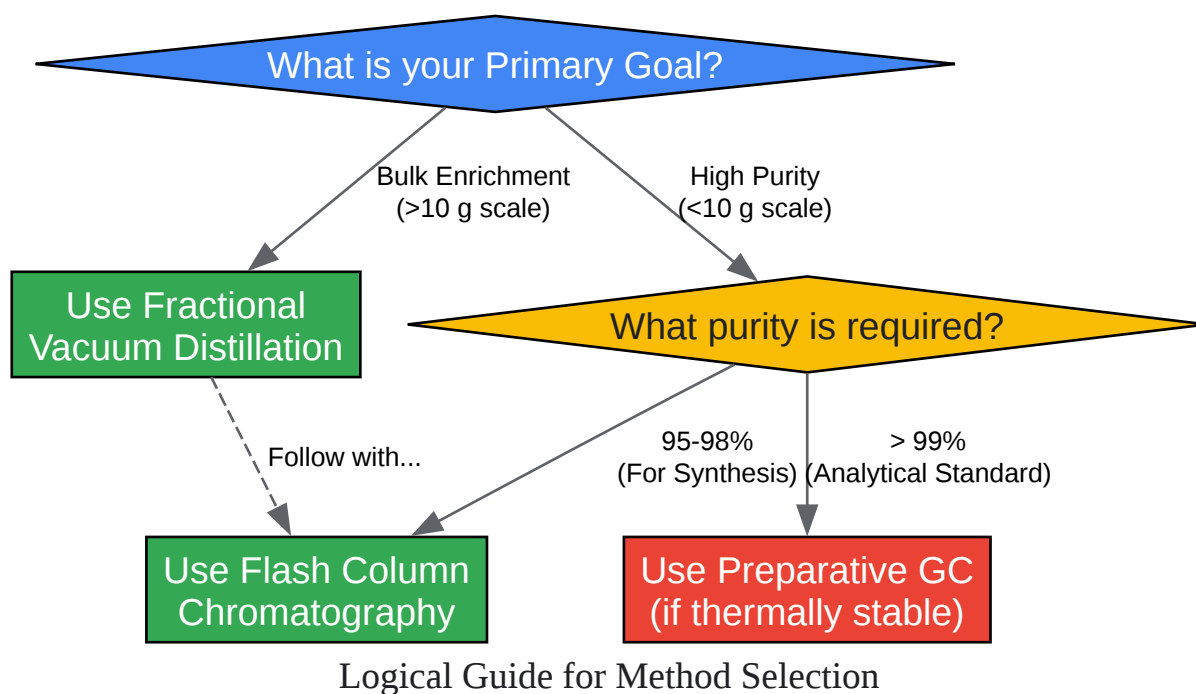 What is your Primary Goal?
Bulk Enrichment
(>10 g scale)
High Purity
(<10 g scale)
Use Fractional
Vacuum Distillation
What purity is required?
Follow with...
95-98%
(For Synthesis)
> 99%
(Analytical Standard)
Use Flash Column
Chromatography
Use Preparative GC
(if thermally stable)
Logical Guide for Method Selection